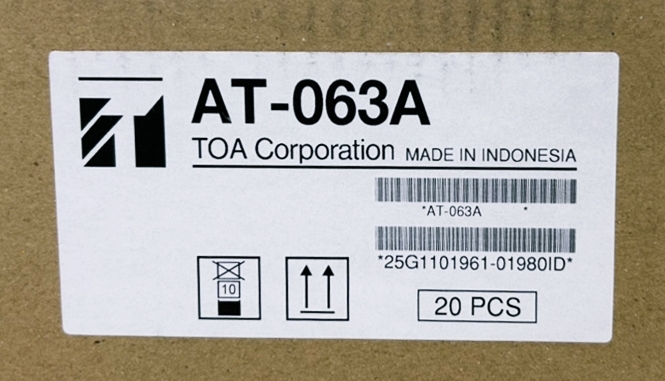 AT-063A
TOA Corporation MADE IN INDONESIA
*AT-063A *
*25G1101961-01980ID*
10
20 PCS